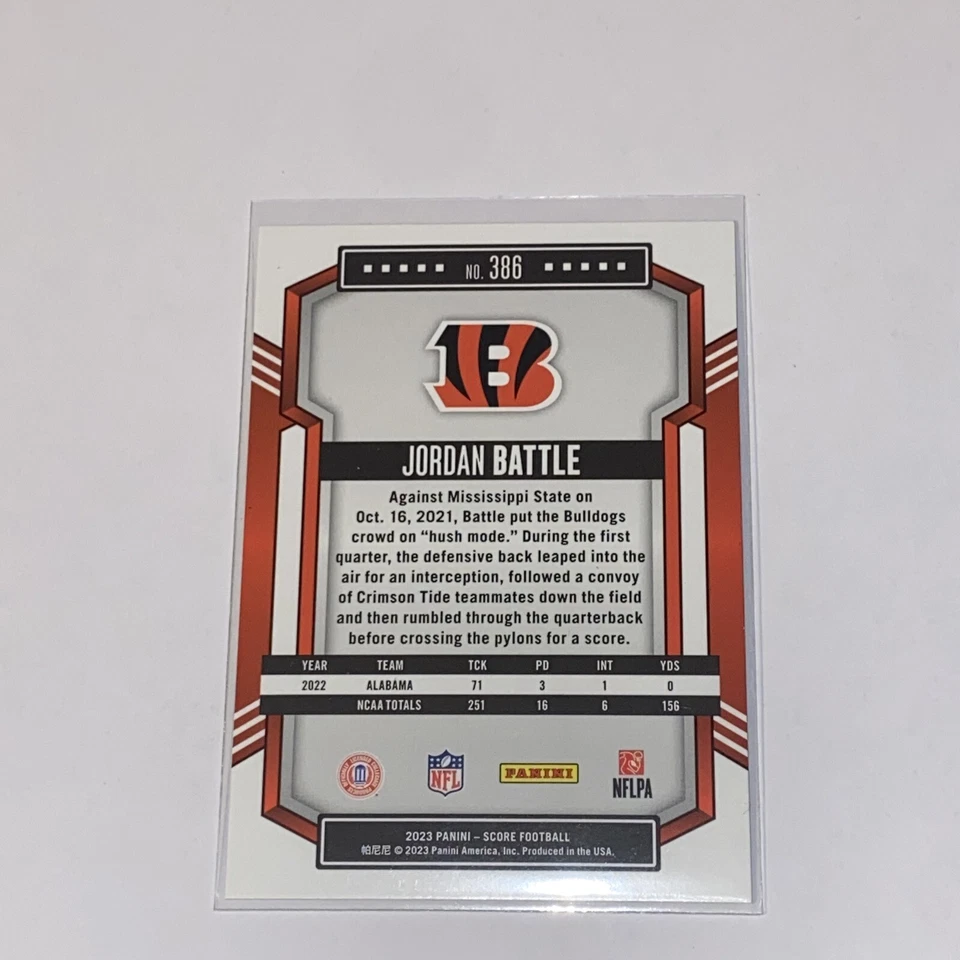 NO. 386
B
JORDAN BATTLE
Against Mississippi State on
Oct. 16, 2021, Battle put the Bulldogs
crowd on “hush mode.” During the first
quarter, the defensive back leaped into the
air for an interception, followed a convoy
of Crimson Tide teammates down the field
and then rumbled through the quarterback
before crossing the pylons for a score.
YEAR TEAM TCK PD INT YDS
2022 ALABAMA 71 3 1 0
NCAA TOTALS 251 16 6 156
OFFICIALLY LICENSED COLLEGIATE PRODUCTS
NFL
PANINI
NFLPA
2023 PANINI – SCORE FOOTBALL
帕尼尼 © 2023 Panini America, Inc. Produced in the USA.